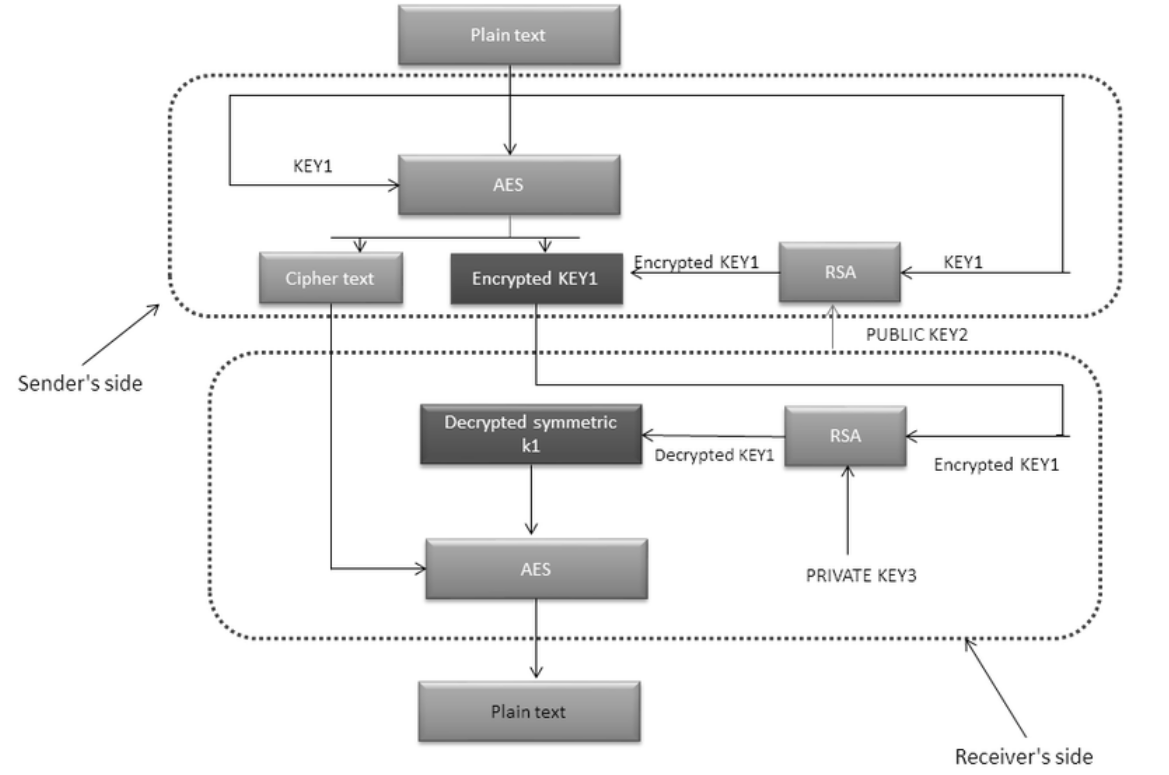 Plain text
KEY1
AES
Cipher text
Encrypted KEY1
Encrypted KEY1
RSA
KEY1
PUBLIC KEY2
Sender's side
Decrypted symmetric
k1
Decrypted KEY1
RSA
Encrypted KEY1
AES
PRIVATE KEY3
Plain text
Receiver's side